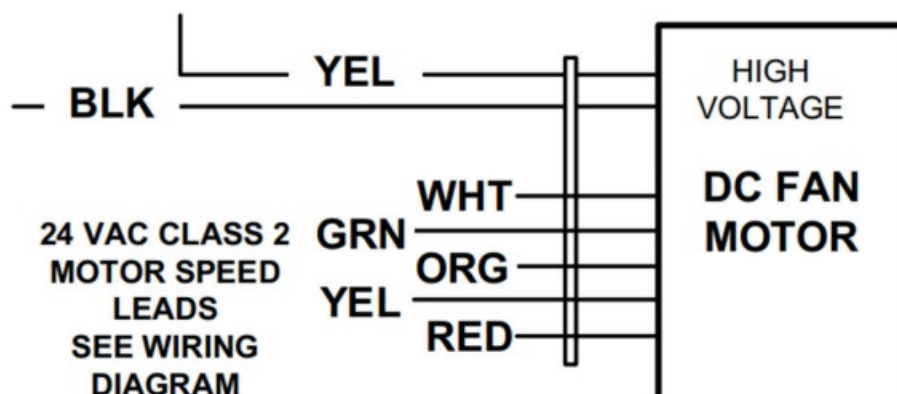 YEL
BLK
HIGH
VOLTAGE
DC FAN
MOTOR
WHT
GRN
ORG
YEL
RED
24 VAC CLASS 2
MOTOR SPEED
LEADS
SEE WIRING
DIAGRAM